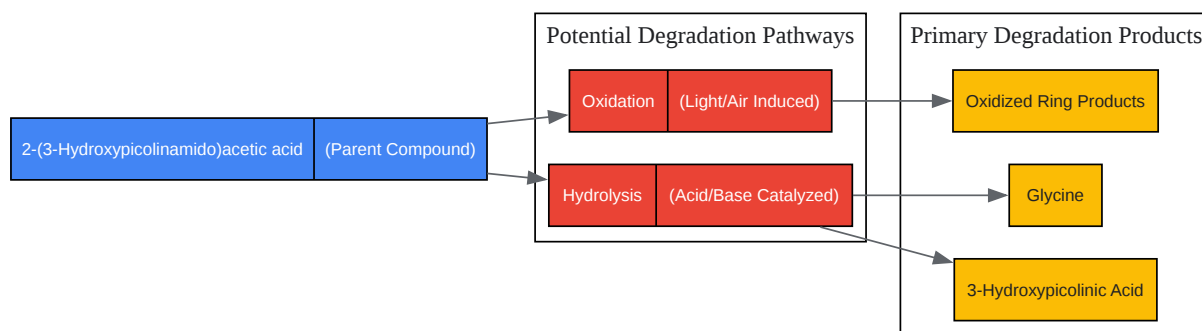 Potential Degradation Pathways
Primary Degradation Products
Oxidation (Light/Air Induced)
Oxidized Ring Products
2-(3-Hydroxypicolinamido)acetic acid (Parent Compound)
Hydrolysis (Acid/Base Catalyzed)
Glycine
3-Hydroxypicolinic Acid